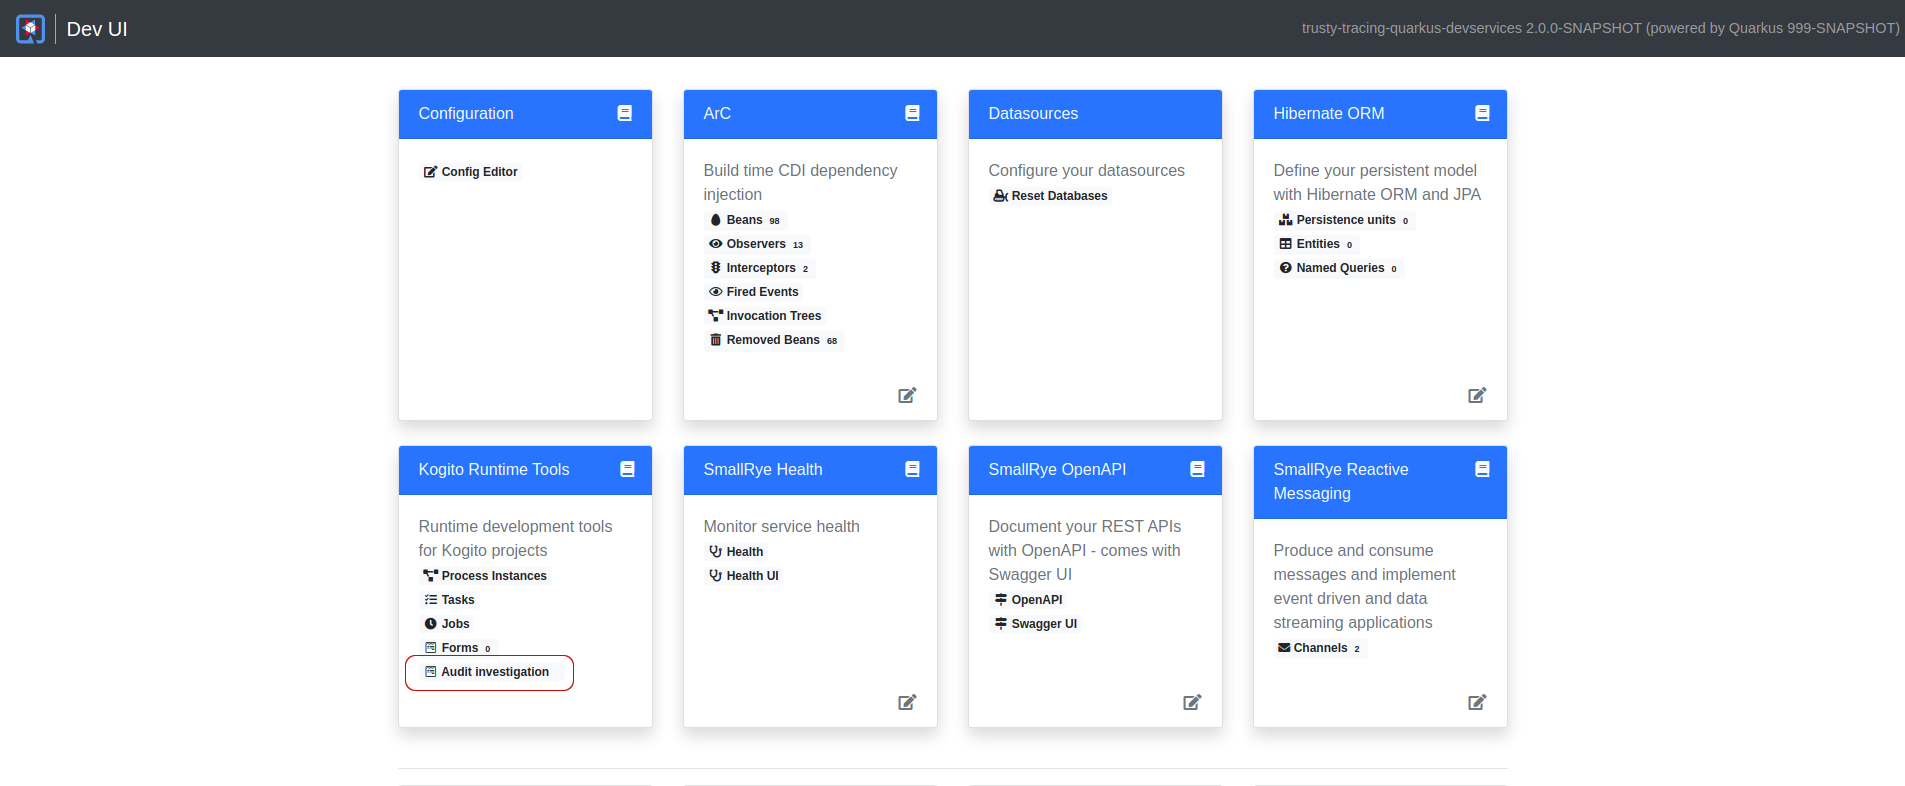 Dev UI
trusty-tracing-quarkus-devservices 2.0.0-SNAPSHOT (powered by Quarkus 999-SNAPSHOT)
Configuration
Config Editor
ArC
Build time CDI dependency
injection
Beans 98
Observers 13
Interceptors 2
Fired Events
Invocation Trees
Removed Beans 68
Datasources
Configure your datasources
Reset Databases
Hibernate ORM
Define your persistent model
with Hibernate ORM and JPA
Persistence units 0
Entities 0
Named Queries 0
Kogito Runtime Tools
Runtime development tools
for Kogito projects
Process Instances
Tasks
Jobs
Forms 0
Audit investigation
SmallRye Health
Monitor service health
Health
Health UI
SmallRye OpenAPI
Document your REST APIs
with OpenAPI - comes with
Swagger UI
OpenAPI
Swagger UI
SmallRye Reactive
Messaging
Produce and consume
messages and implement
event driven and data
streaming applications
Channels 2